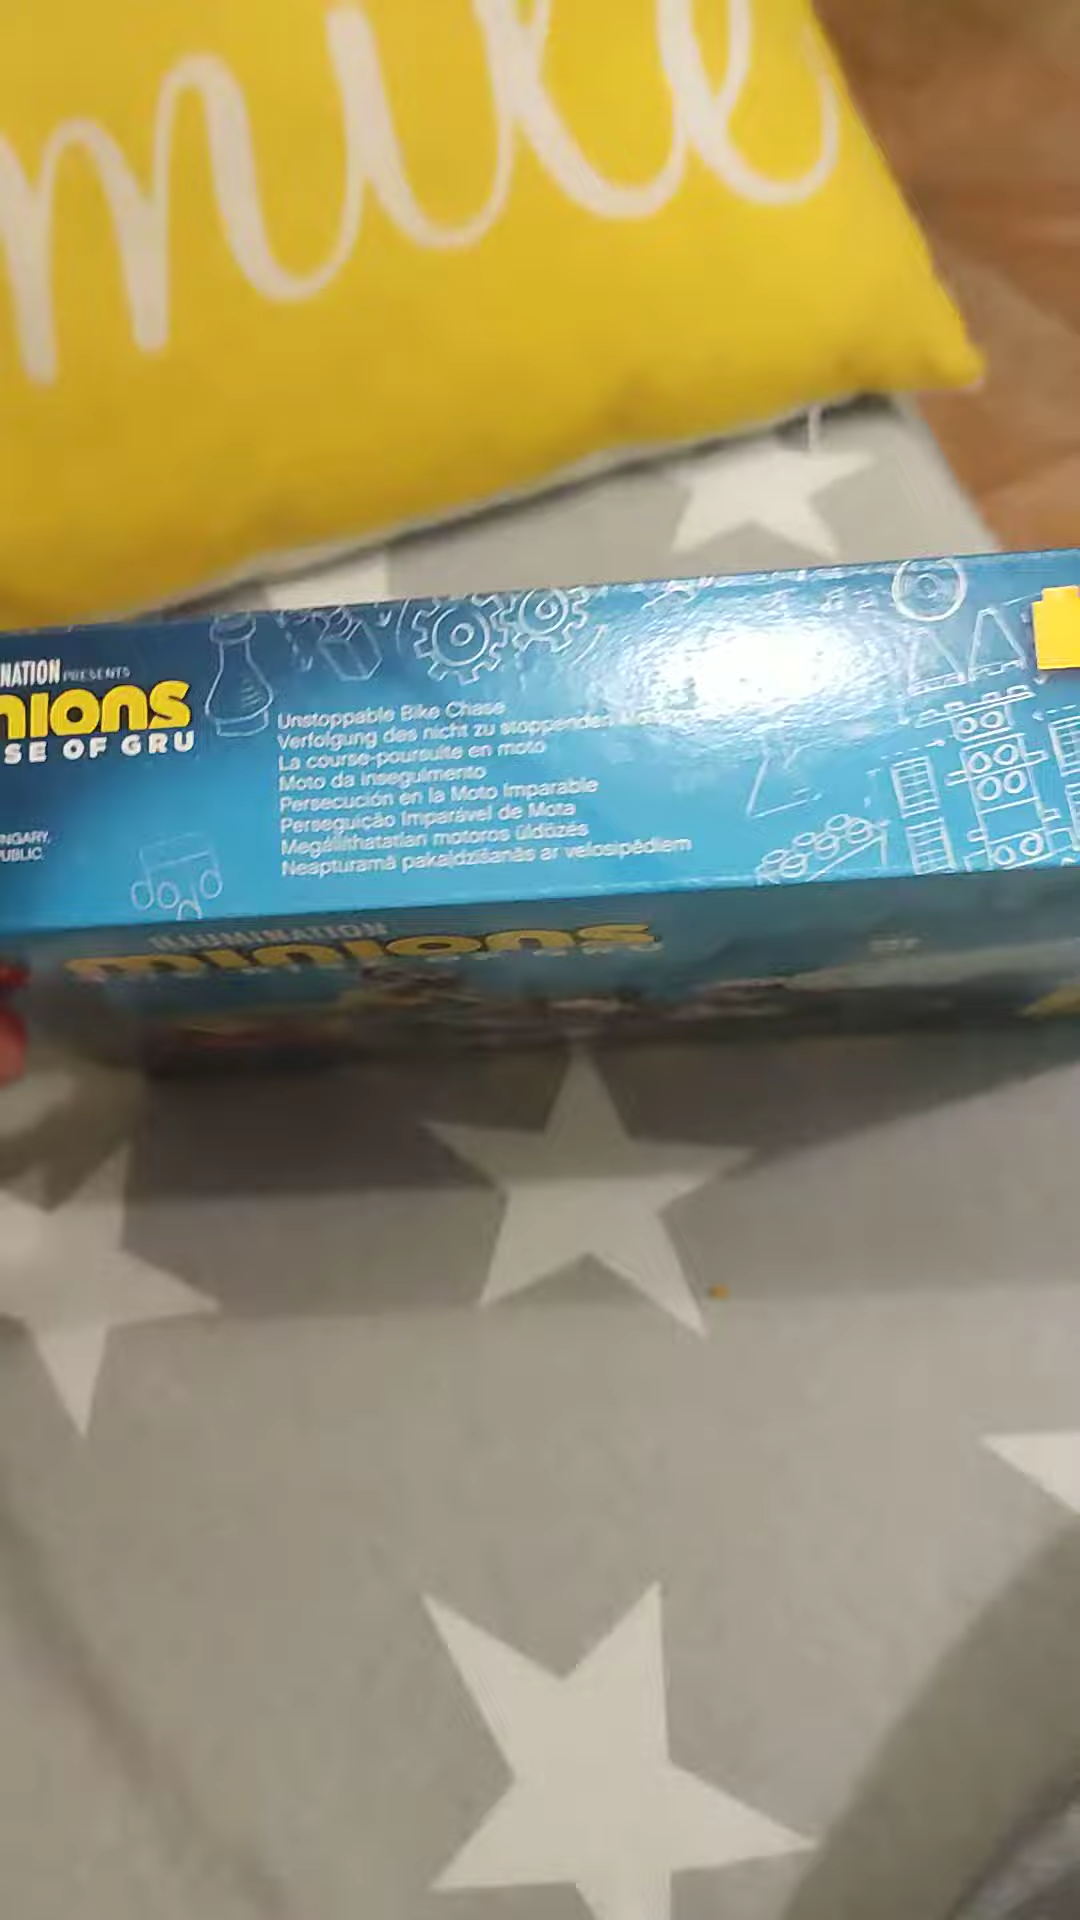 mile
NATION PRESENTS
nions
SE OF GRU
Unstoppable Bike Chase
Verfolgung des nicht zu stoppenden
La course-poursuite en moto
Moto da inseguimento
Persecución en la Moto Imparable
Perseguição Imparável de Mota
Megállíthatatlan motoros üldözés
Neapturamā pakaļdzīšanās ar velosipēdiem
NGARY,
UBLIC.
ILLUMINATION
minions